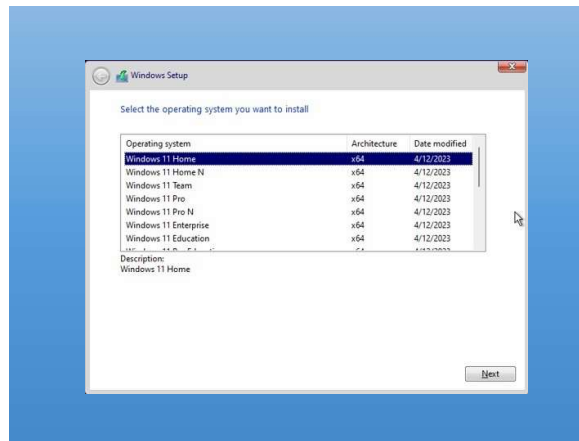 Windows Setup
Select the operating system you want to install
Operating system Architecture Date modified
Windows 11 Home x64 4/12/2023
Windows 11 Home N x64 4/12/2023
Windows 11 Team x64 4/12/2023
Windows 11 Pro x64 4/12/2023
Windows 11 Pro N x64 4/12/2023
Windows 11 Enterprise x64 4/12/2023
Windows 11 Education x64 4/12/2023
Description:
Windows 11 Home
Next